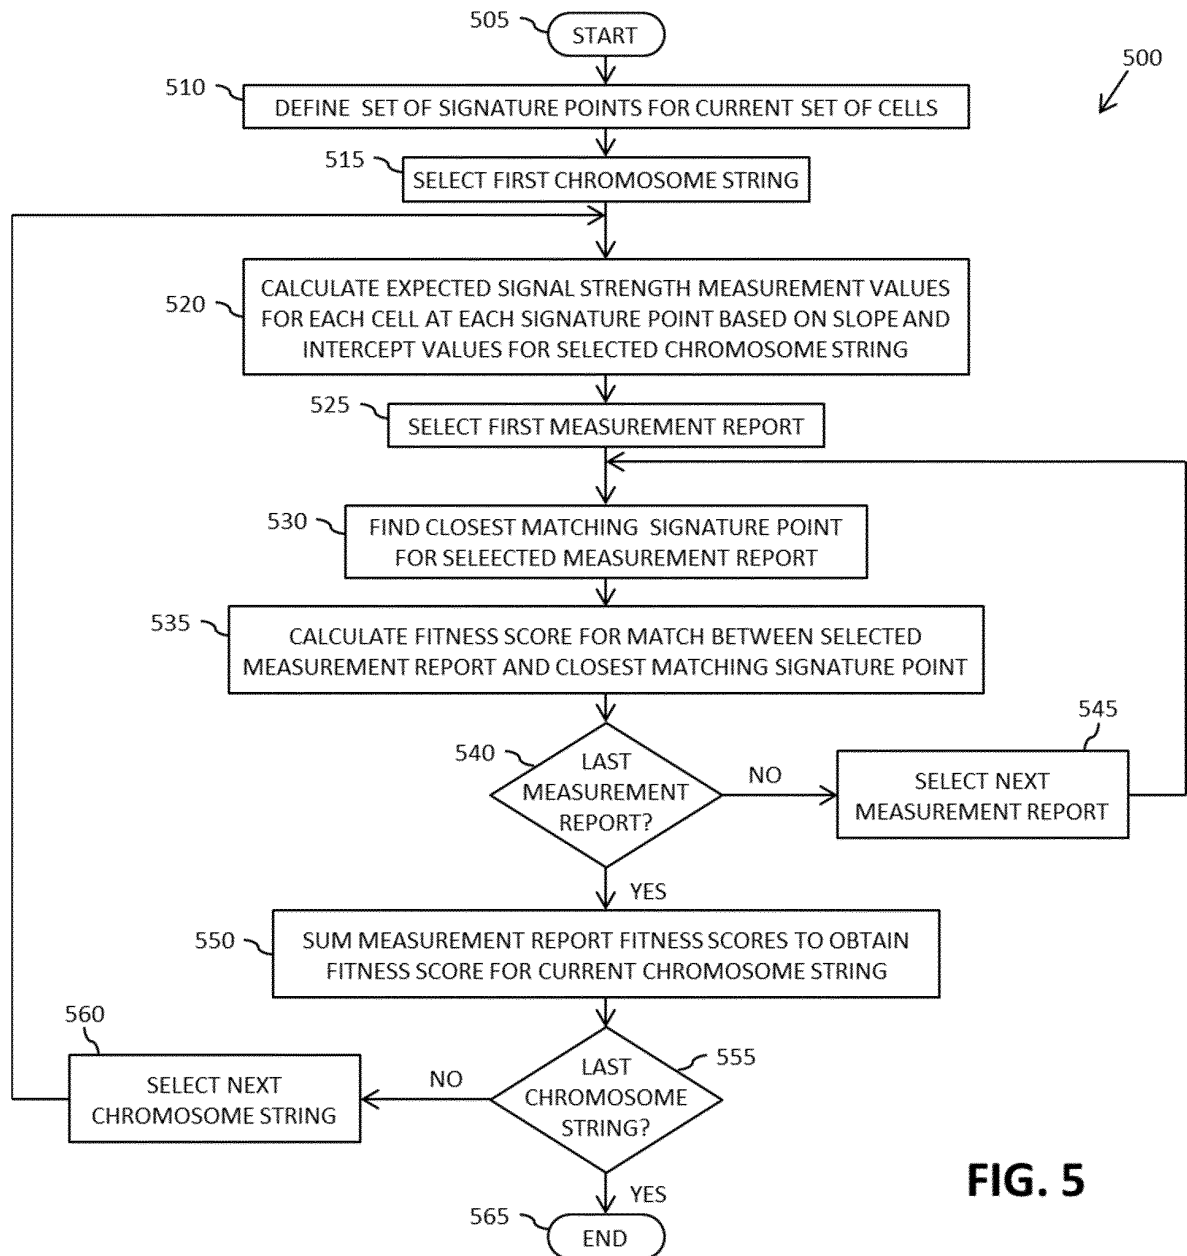 505
START
500
510
DEFINE SET OF SIGNATURE POINTS FOR CURRENT SET OF CELLS
515
SELECT FIRST CHROMOSOME STRING
520
CALCULATE EXPECTED SIGNAL STRENGTH MEASUREMENT VALUES
FOR EACH CELL AT EACH SIGNATURE POINT BASED ON SLOPE AND
INTERCEPT VALUES FOR SELECTED CHROMOSOME STRING
525
SELECT FIRST MEASUREMENT REPORT
530
FIND CLOSEST MATCHING SIGNATURE POINT
FOR SELEECTED MEASUREMENT REPORT
535
CALCULATE FITNESS SCORE FOR MATCH BETWEEN SELECTED
MEASUREMENT REPORT AND CLOSEST MATCHING SIGNATURE POINT
540
LAST
MEASUREMENT
REPORT?
NO
545
SELECT NEXT
MEASUREMENT REPORT
YES
550
SUM MEASUREMENT REPORT FITNESS SCORES TO OBTAIN
FITNESS SCORE FOR CURRENT CHROMOSOME STRING
555
LAST
CHROMOSOME
STRING?
NO
560
SELECT NEXT
CHROMOSOME STRING
YES
565
END
FIG. 5